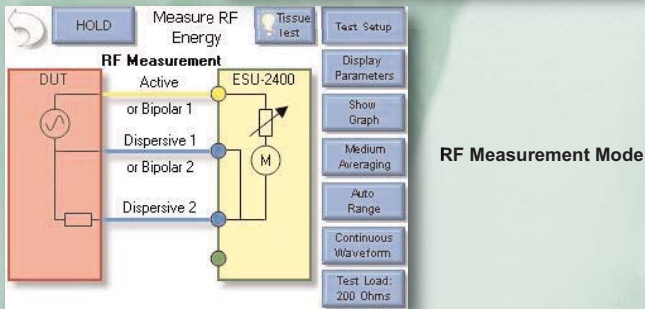 HOLD
Measure RF
Energy
Tissue
Test
Test Setup
RF Measurement
DUT
Active
ESU-2400
or Bipolar 1
Dispersive 1
or Bipolar 2
M
Dispersive 2
Display
Parameters
Show
Graph
Medium
Averaging
Auto
Range
Continuous
Waveform
Test Load:
200 Ohms
RF Measurement Mode